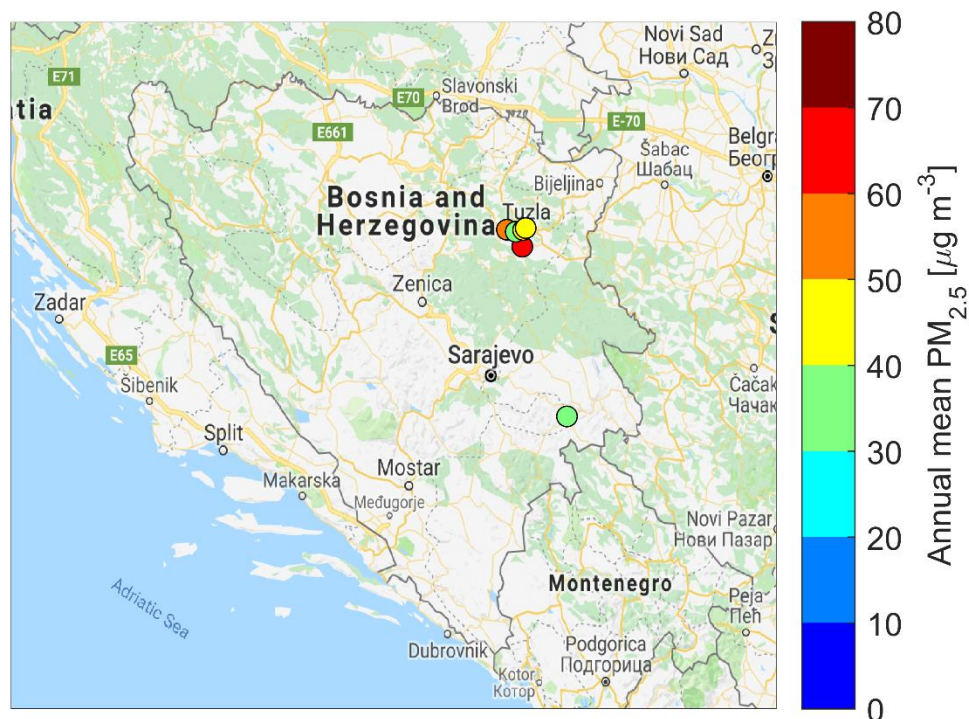 Novi Sad
Нови Сад
E71
Slavonski
Brod
E70
atia
E661
E-70
Belgra
Београ
Šabac
Шабац
Bijeljina
Bosnia and
Herzegovina
Tuzla
Zenica
Zadar
Sarajevo
E65
Šibenik
Čačak
Чачак
Split
Mostar
Makarska
Međugorje
Novi Pazar
Нови Пазар
Montenegro
Adriatic Sea
Peja
Пећ
Dubrovnik
Podgorica
Подгорица
Kotor
Котор
80
70
60
50
40
30
20
10
0
Annual mean PM2.5 [μg m-3]